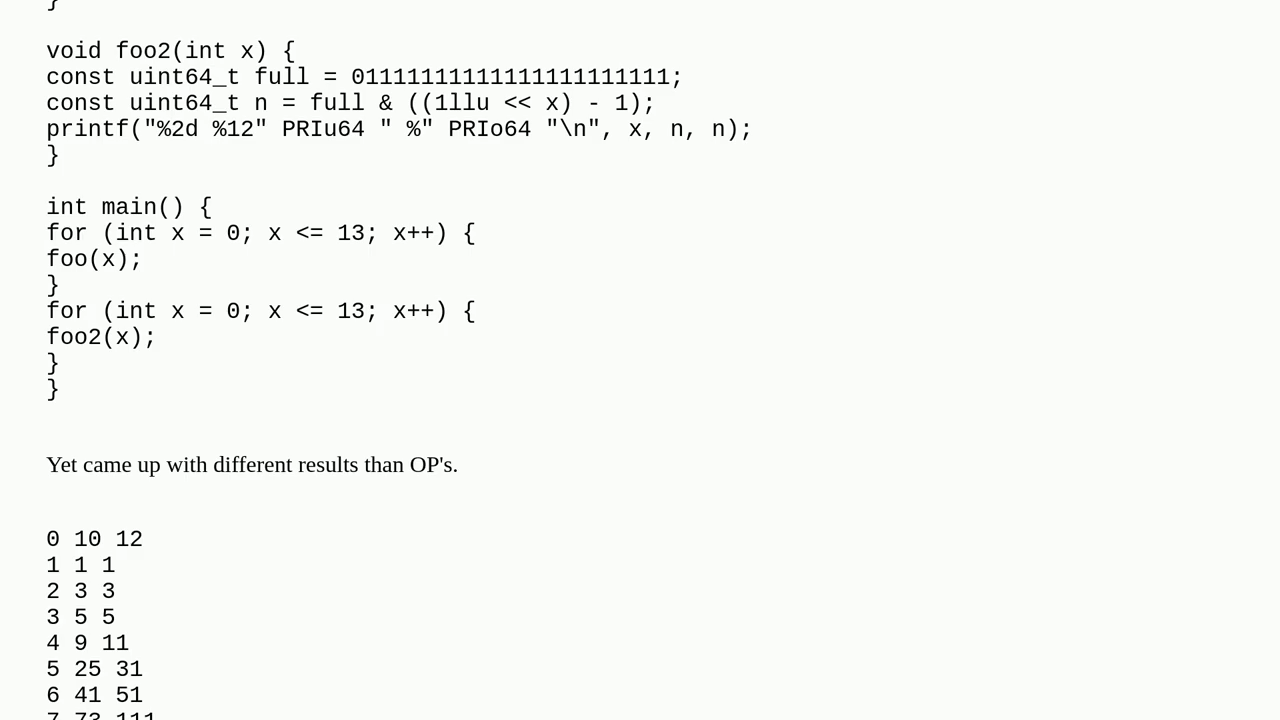 }
void foo2(int x) {
const uint64_t full = 01111111111111111111111;
const uint64_t n = full & ((1llu << x) - 1);
printf("%2d %12" PRIu64 " %" PRIo64 "\n", x, n, n);
}
int main() {
for (int x = 0; x <= 13; x++) {
foo(x);
}
for (int x = 0; x <= 13; x++) {
foo2(x);
}
}
Yet came up with different results than OP's.
0 10 12
1 1 1
2 3 3
3 5 5
4 9 11
5 25 31
6 41 51
7 73 111